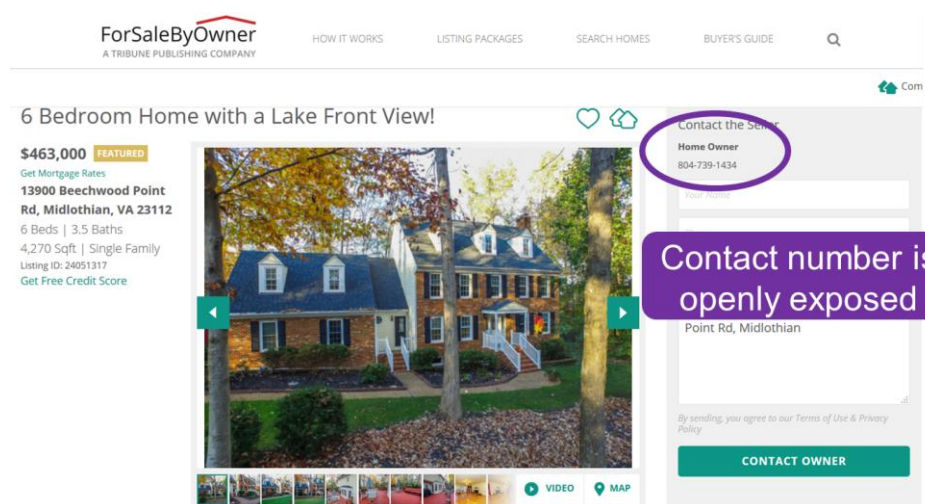 ForSaleByOwner
A TRIBUNE PUBLISHING COMPANY
HOW IT WORKS
LISTING PACKAGES
SEARCH HOMES
BUYER'S GUIDE
Com
6 Bedroom Home with a Lake Front View!
$463,000 FEATURED
Get Mortgage Rates
13900 Beechwood Point
Rd, Midlothian, VA 23112
6 Beds | 3.5 Baths
4,270 Sqft | Single Family
Listing ID: 24051317
Get Free Credit Score
VIDEO
MAP
Contact the Seller
Home Owner
804-739-1434
Your Name
Contact number is
openly exposed
Point Rd, Midlothian
By sending, you agree to our Terms of Use & Privacy
Policy
CONTACT OWNER